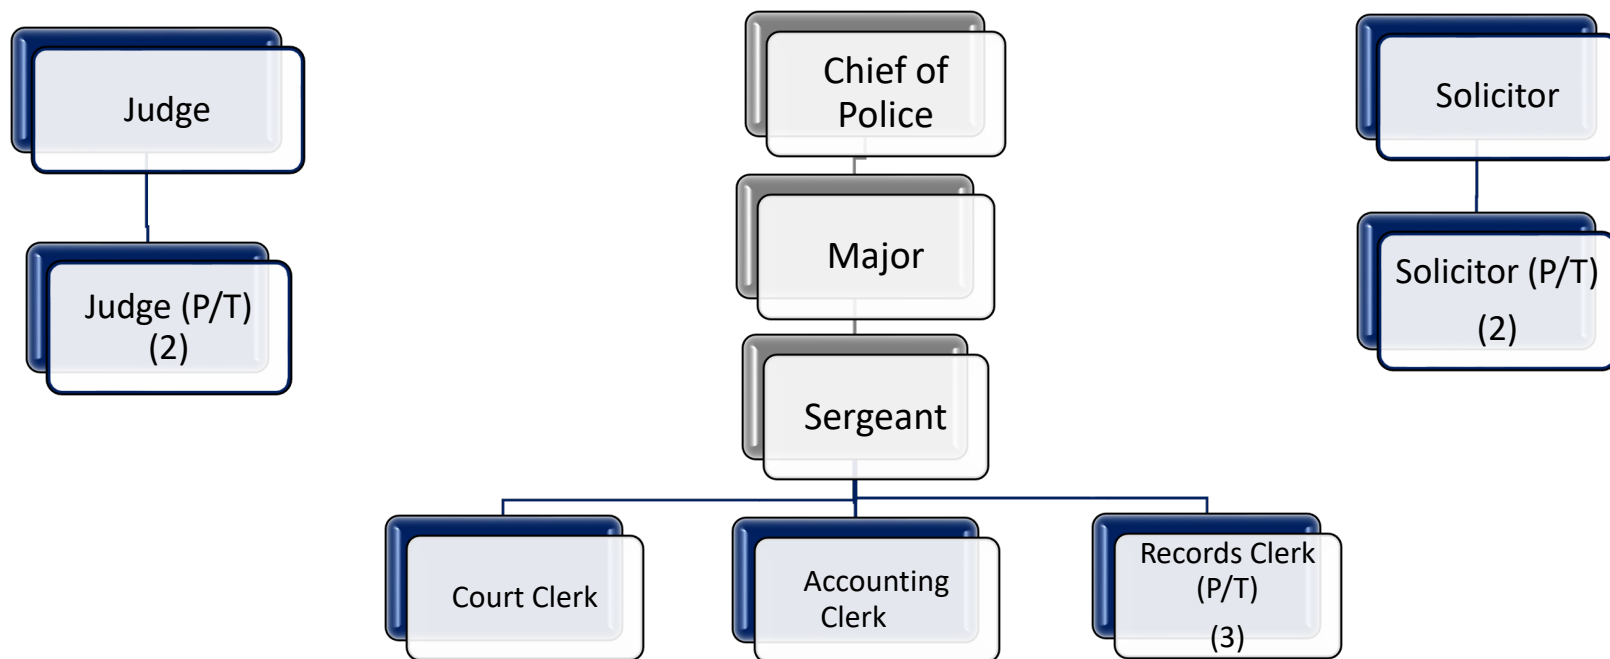 Judge
Judge (P/T)
(2)
Chief of
Police
Major
Sergeant
Court Clerk
Accounting
Clerk
Records Clerk
(P/T)
(3)
Solicitor
Solicitor (P/T)
(2)